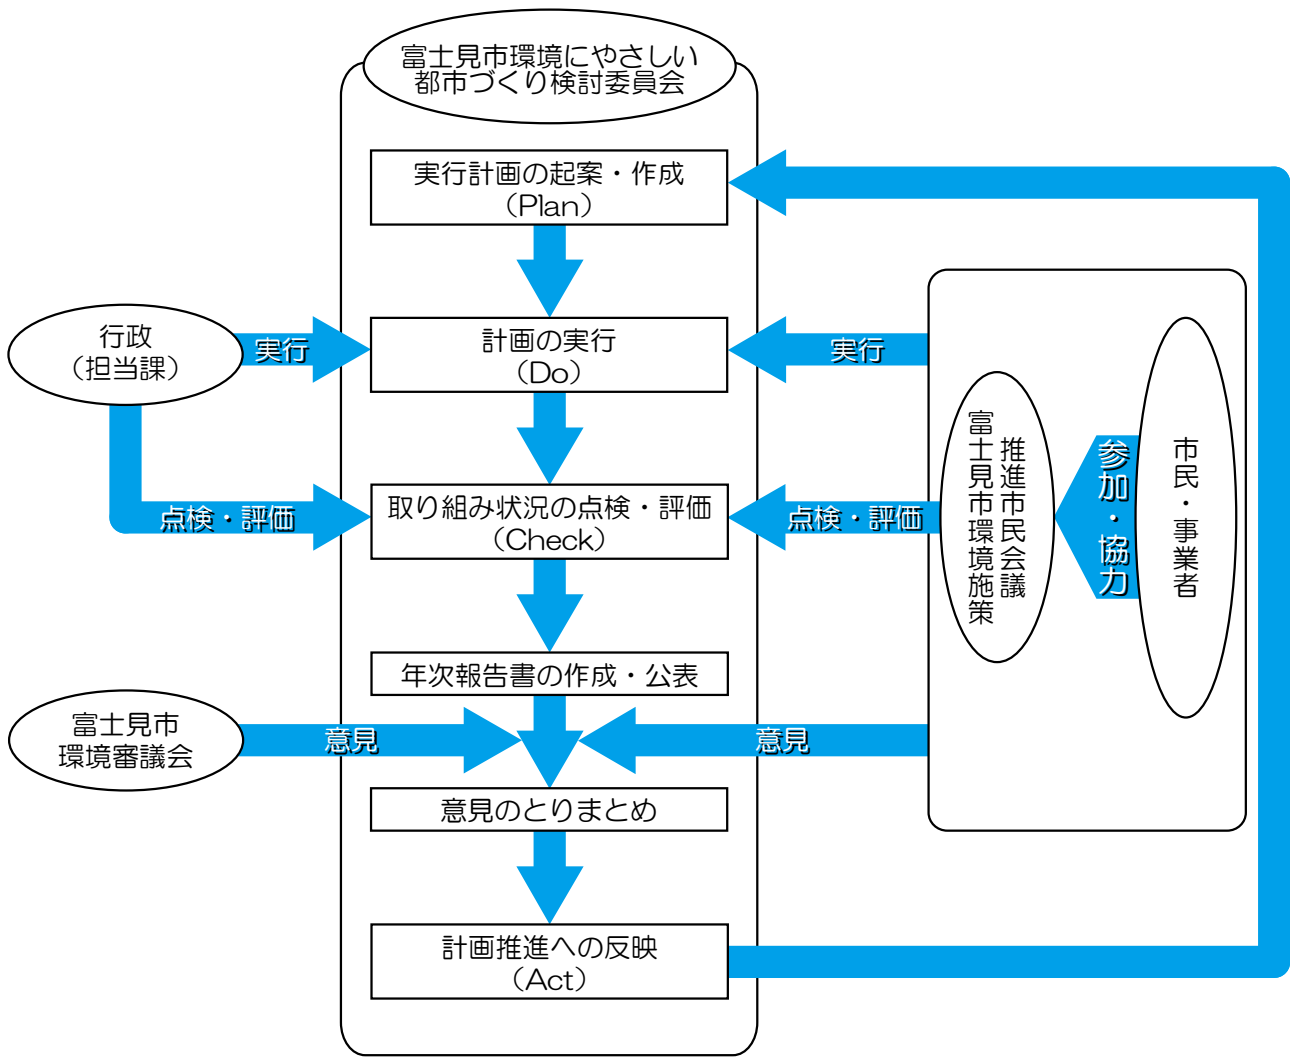 富士見市環境にやさしい
都市づくり検討委員会
実行計画の起案・作成
（Plan）
行政
（担当課）
実行
計画の実行
（Do）
実行
点検・評価
取り組み状況の点検・評価
（Check）
点検・評価
富士見市環境施策
推進市民会議
参加・協力
市民・事業者
年次報告書の作成・公表
富士見市
環境審議会
意見
意見
意見のとりまとめ
計画推進への反映
（Act）